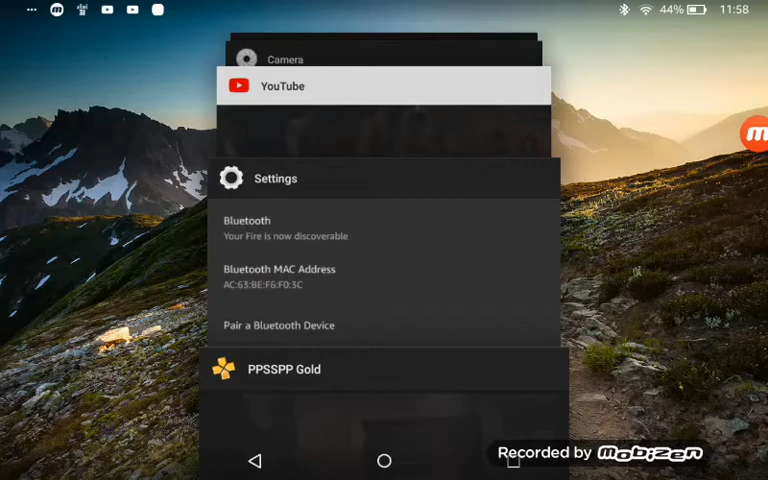 44% 11:58
Camera
YouTube
Settings
Bluetooth
Your Fire is now discoverable
Bluetooth MAC Address
AC:63:BE:F6:F0:3C
Pair a Bluetooth Device
PPSSPP Gold
Recorded by mobizen